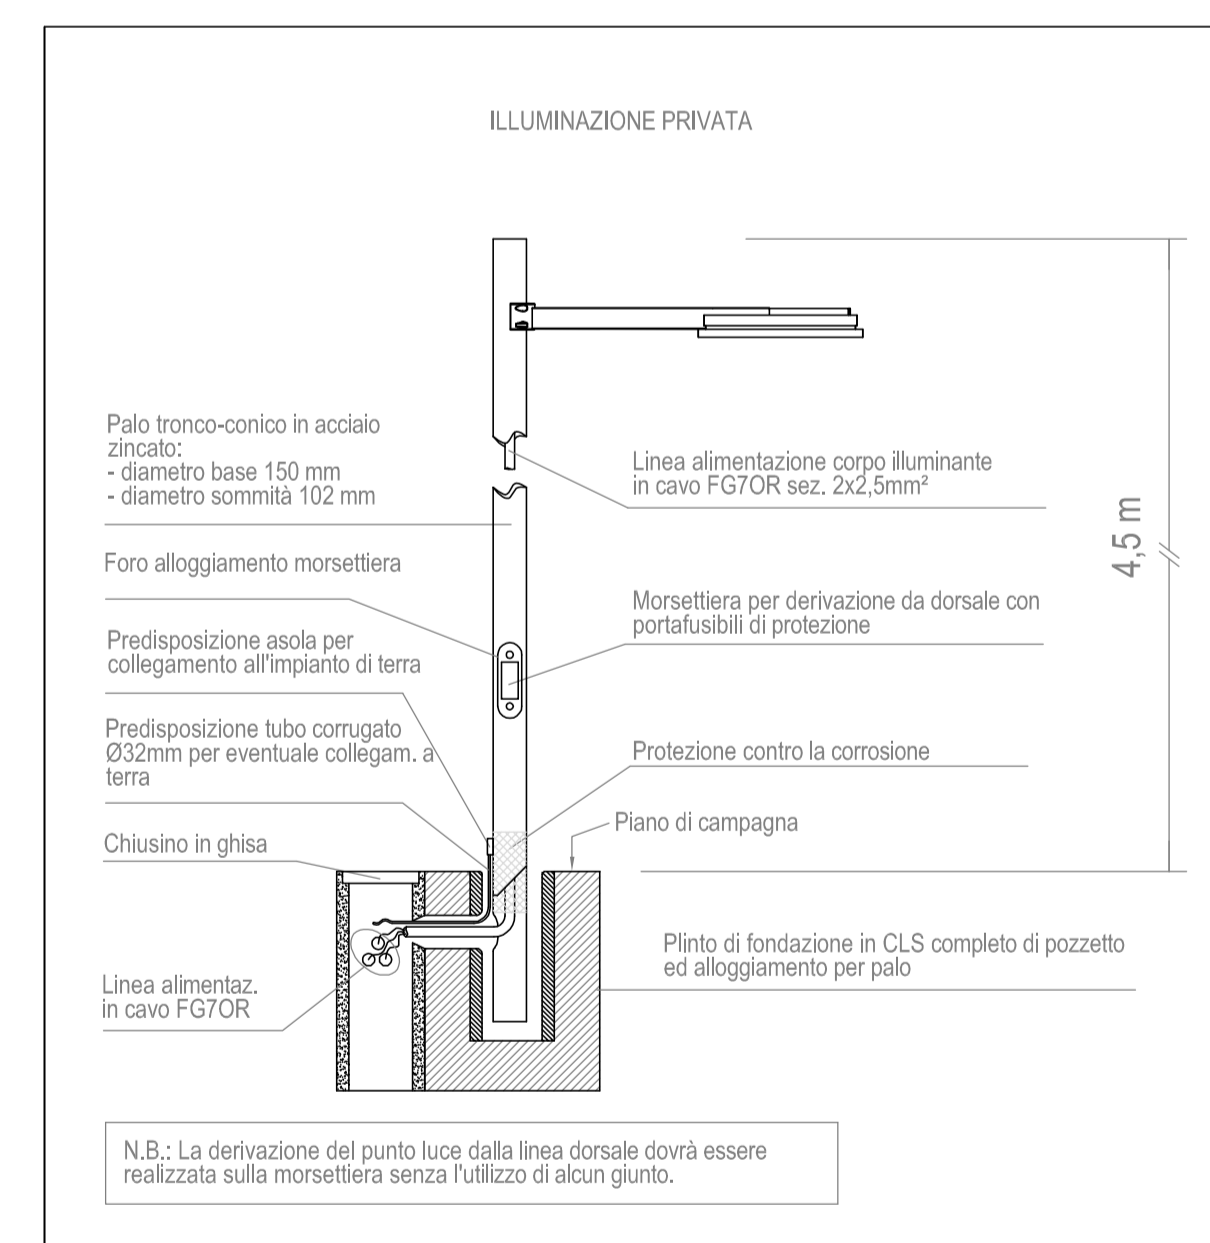 ILLUMINAZIONE PRIVATA
Palo tronco-conico in acciaio
zincato:
- diametro base 150 mm
- diametro sommità 102 mm
Linea alimentazione corpo illuminante
in cavo FG7OR sez. 2x2,5mm²
4,5 m
Foro alloggiamento morsettiera
Morsettiera per derivazione da dorsale con
portafusibili di protezione
Predisposizione asola per
collegamento all'impianto di terra
Predisposizione tubo corrugato
Ø32mm per eventuale collegam. a
terra
Protezione contro la corrosione
Piano di campagna
Chiusino in ghisa
Plinto di fondazione in CLS completo di pozzetto
ed alloggiamento per palo
Linea alimentaz.
in cavo FG7OR
N.B.: La derivazione del punto luce dalla linea dorsale dovrà essere
realizzata sulla morsettiera senza l'utilizzo di alcun giunto.